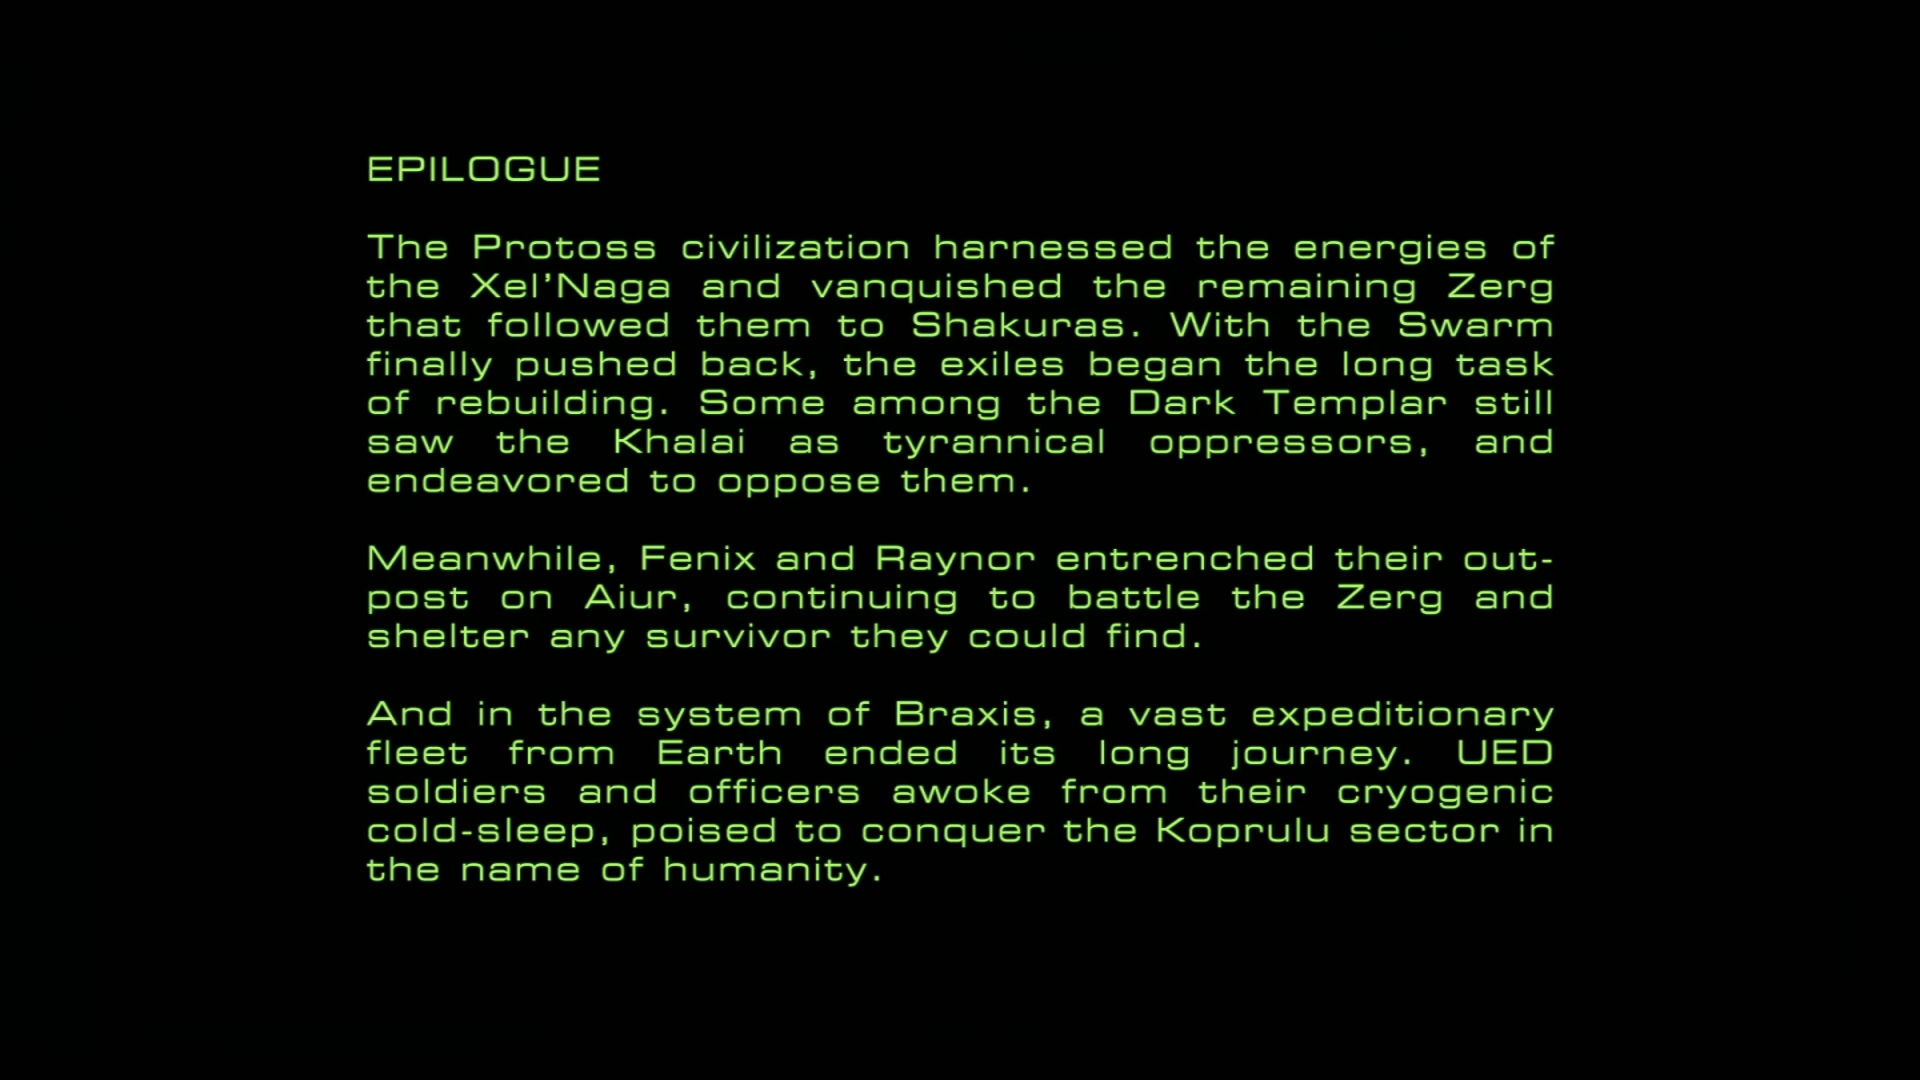 EPILOGUE
The Protoss civilization harnessed the energies of
the Xel'Naga and vanquished the remaining Zerg
that followed them to Shakuras. With the Swarm
finally pushed back, the exiles began the long task
of rebuilding. Some among the Dark Templar still
saw the Khalai as tyrannical oppressors, and
endeavored to oppose them.
Meanwhile, Fenix and Raynor entrenched their out-
post on Aiur, continuing to battle the Zerg and
shelter any survivor they could find.
And in the system of Braxis, a vast expeditionary
fleet from Earth ended its long journey. UED
soldiers and officers awoke from their cryogenic
cold-sleep, poised to conquer the Koprulu sector in
the name of humanity.